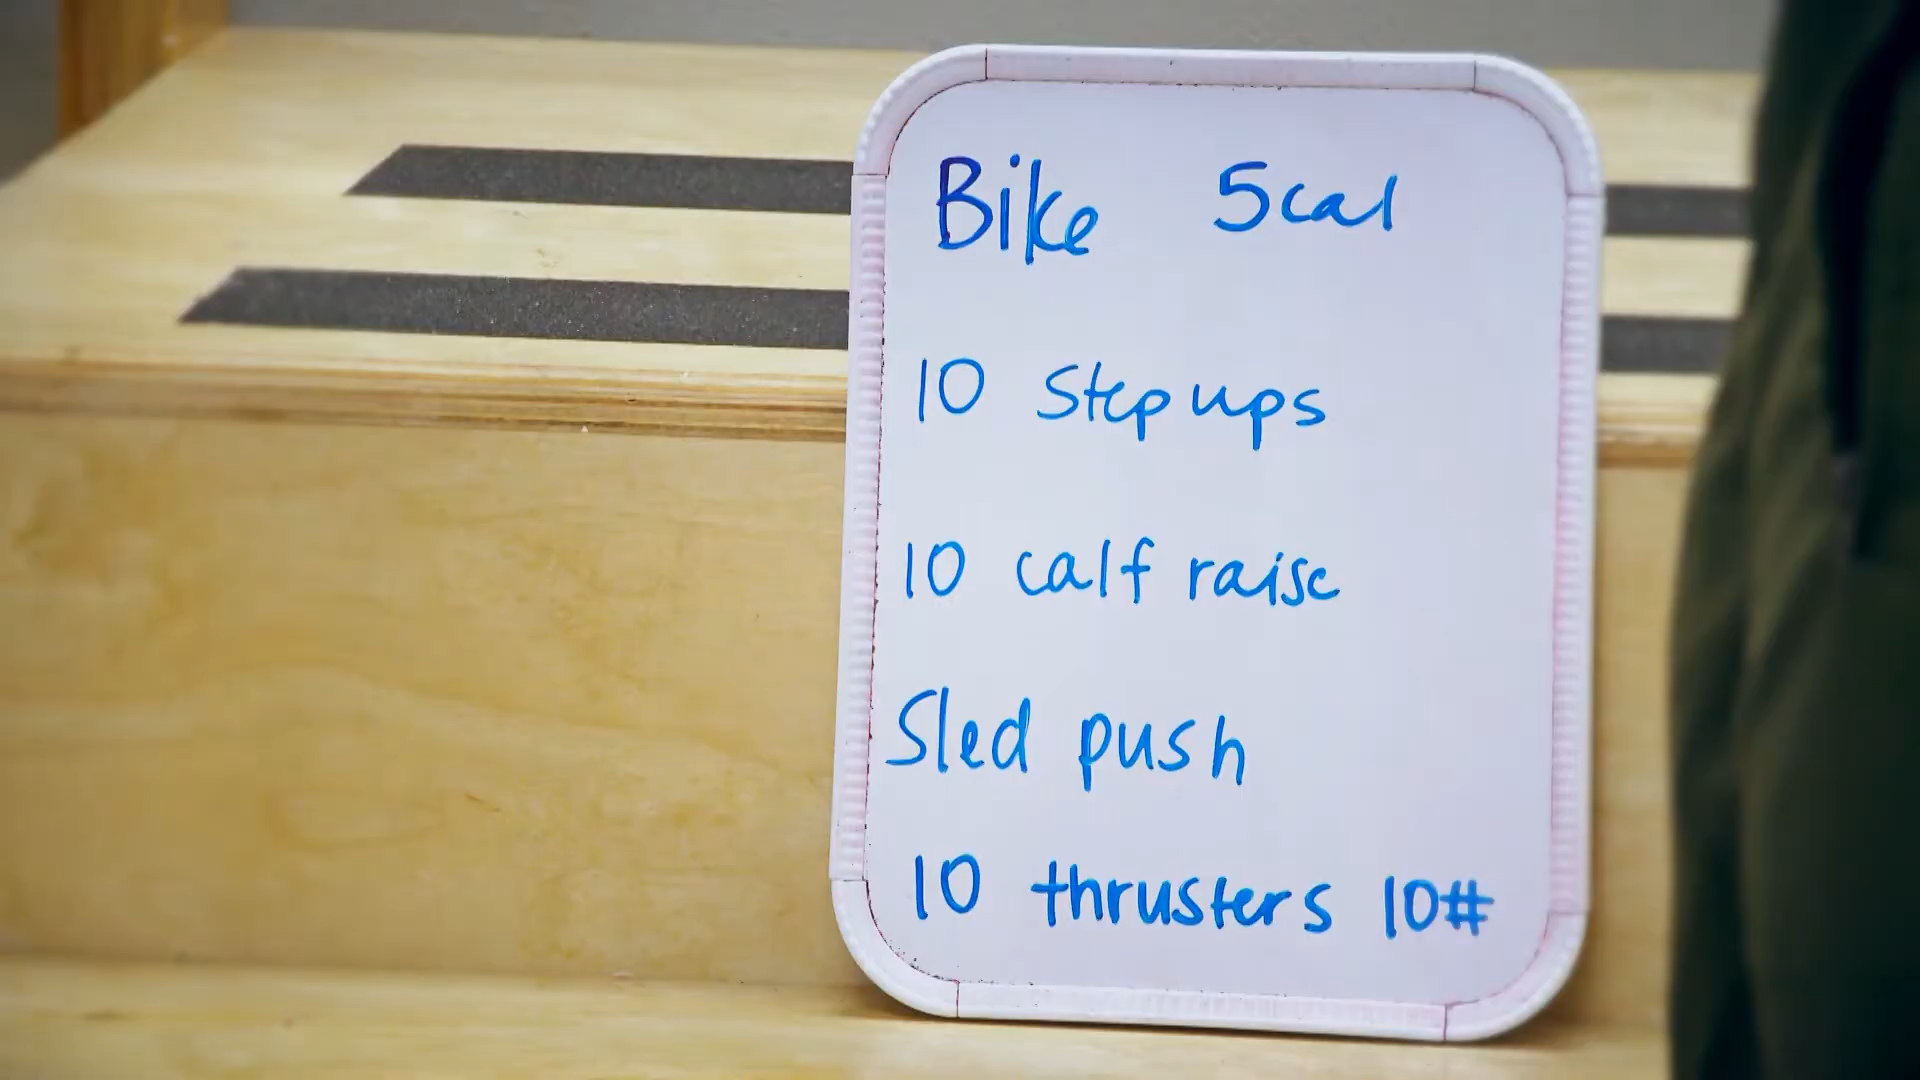 Bike 5cal
10 Step ups
10 calf raise
Sled push
10 thrusters 10#